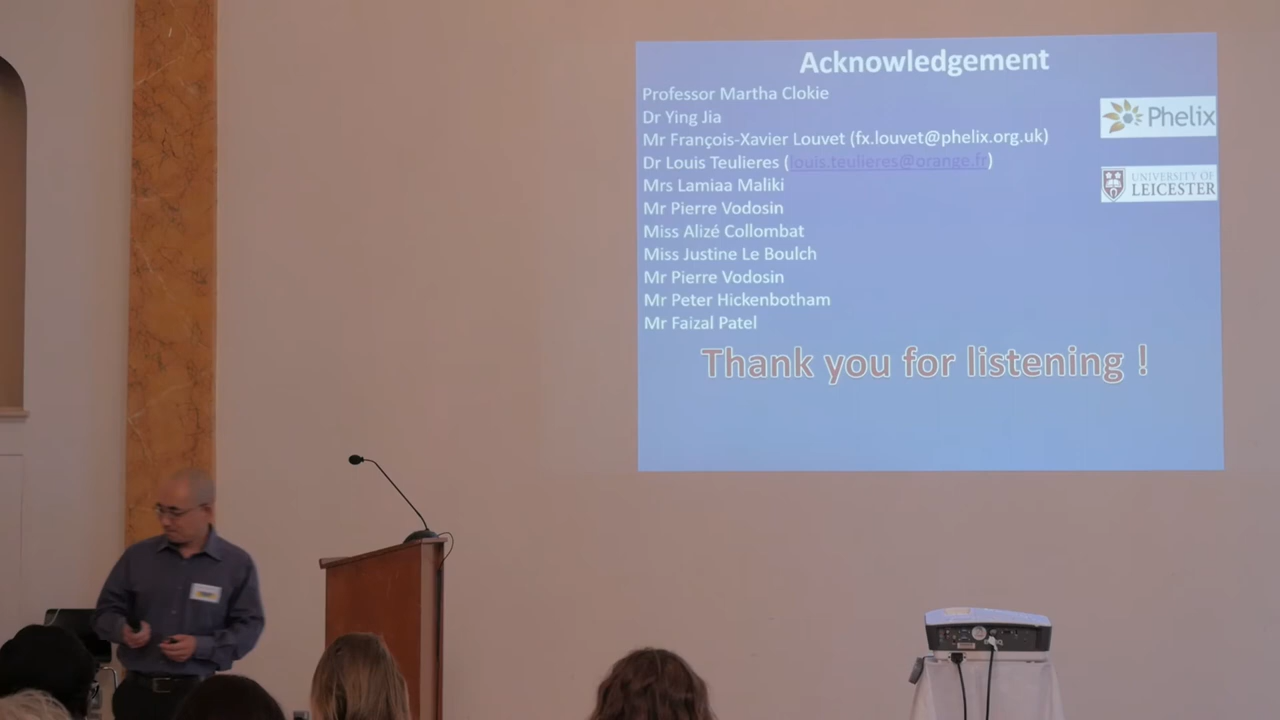 Acknowledgement
Professor Martha Clokie
Dr Ying Jia
Mr François-Xavier Louvet (fx.louvet@phelix.org.uk)
Dr Louis Teulieres (louis.teulieres@orange.fr)
Mrs Lamiaa Maliki
Mr Pierre Vodosin
Miss Alizé Collombat
Miss Justine Le Boulch
Mr Pierre Vodosin
Mr Peter Hickenbotham
Mr Faizal Patel
Thank you for listening !
Phelix
UNIVERSITY OF
LEICESTER